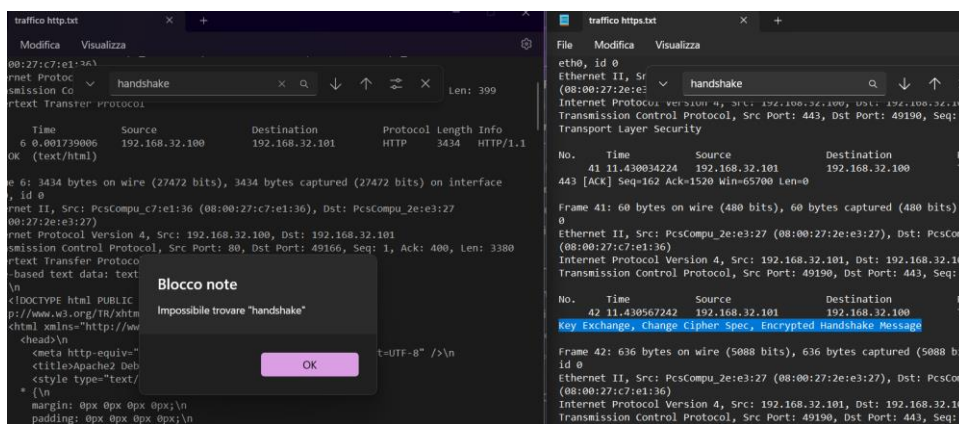 traffico http.txt
Modifica Visualizza
00:27:c7:e1:36)
rnet Protoc
handshake
smission Co
Len: 399
rtext Transfer Protocol
Time Source Destination Protocol Length Info
6 0.001739006 192.168.32.100 192.168.32.101 HTTP 3434 HTTP/1.1
OK (text/html)
e 6: 3434 bytes on wire (27472 bits), 3434 bytes captured (27472 bits) on interface
, id 0
rnet II, Src: PcsCompu_c7:e1:36 (08:00:27:c7:e1:36), Dst: PcsCompu_2e:e3:27
00:27:2e:e3:27)
rnet Protocol Version 4, Src: 192.168.32.100, Dst: 192.168.32.101
smission Control Protocol, Src Port: 80, Dst Port: 49166, Seq: 1, Ack: 400, Len: 3380
rtext Transfer Protoco
-based text data: text
\n
<!DOCTYPE html PUBLIC
p://www.w3.org/TR/xhtm
<html xmlns="http://ww
<head>\n
<meta http-equiv="
t=UTF-8" />\n
<title>Apache2 Deb
<style type="text/
* {\n
margin: 0px 0px 0px 0px;\n
padding: 0px 0px 0px 0px;\n
Blocco note
Impossibile trovare "handshake"
OK
traffico https.txt
File Modifica Visualizza
eth0, id 0
Ethernet II, Sr
handshake
(08:00:27:2e:e3
Internet Protocol Version 4, Src: 192.168.32.100, Dst: 192.168.32.1
Transmission Control Protocol, Src Port: 443, Dst Port: 49190, Seq:
Transport Layer Security
No. Time Source Destination
41 11.430034224 192.168.32.101 192.168.32.100
443 [ACK] Seq=162 Ack=1520 Win=65700 Len=0
Frame 41: 60 bytes on wire (480 bits), 60 bytes captured (480 bits)
0
Ethernet II, Src: PcsCompu_2e:e3:27 (08:00:27:2e:e3:27), Dst: PcsCo
(08:00:27:c7:e1:36)
Internet Protocol Version 4, Src: 192.168.32.101, Dst: 192.168.32.1
Transmission Control Protocol, Src Port: 49190, Dst Port: 443, Seq:
No. Time Source Destination
42 11.430567242 192.168.32.101 192.168.32.100
Key Exchange, Change Cipher Spec, Encrypted Handshake Message
Frame 42: 636 bytes on wire (5088 bits), 636 bytes captured (5088 b
id 0
Ethernet II, Src: PcsCompu_2e:e3:27 (08:00:27:2e:e3:27), Dst: PcsCo
(08:00:27:c7:e1:36)
Internet Protocol Version 4, Src: 192.168.32.101, Dst: 192.168.32.1
Transmission Control Protocol, Src Port: 49190, Dst Port: 443, Seq: